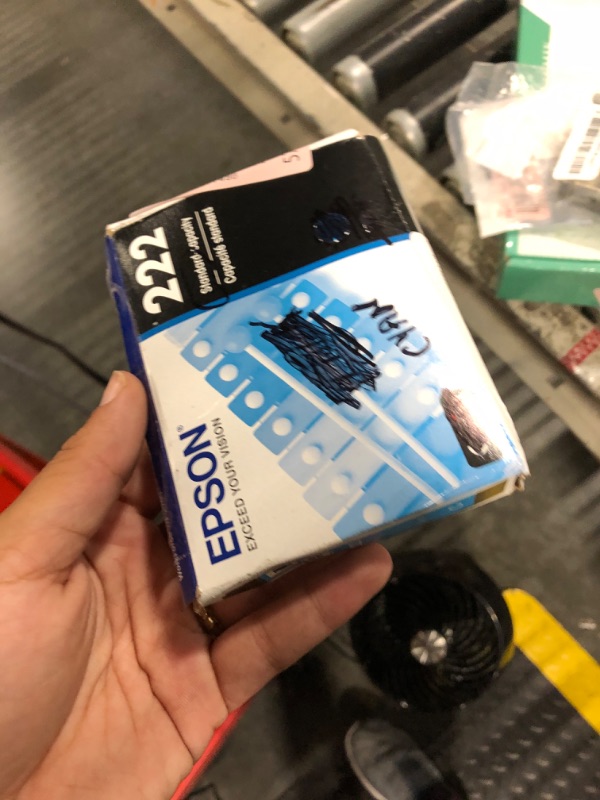 222
Standard capacity
Capacité standard
CYAN
EPSON®
EXCEED YOUR VISION